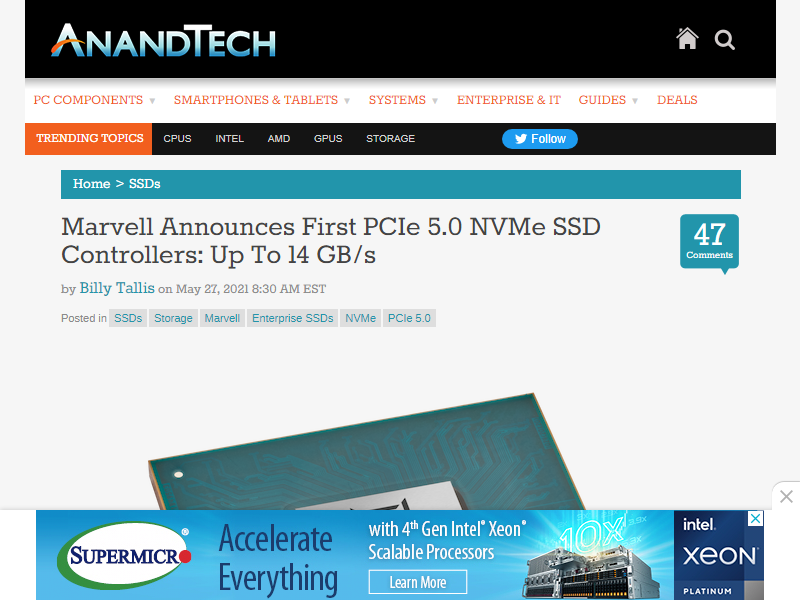 ANANDTECH
PC COMPONENTS SMARTPHONES & TABLETS SYSTEMS ENTERPRISE & IT GUIDES DEALS
TRENDING TOPICS CPUS INTEL AMD GPUS STORAGE Follow
Home > SSDs
Marvell Announces First PCIe 5.0 NVMe SSD
Controllers: Up To 14 GB/s
47
Comments
by Billy Tallis on May 27, 2021 8:30 AM EST
Posted in SSDs Storage Marvell Enterprise SSDs NVMe PCIe 5.0
SUPERMICR®
Accelerate
Everything
with 4th Gen Intel® Xeon®
Scalable Processors
Learn More
10X
intel.
xeon®
PLATINUM